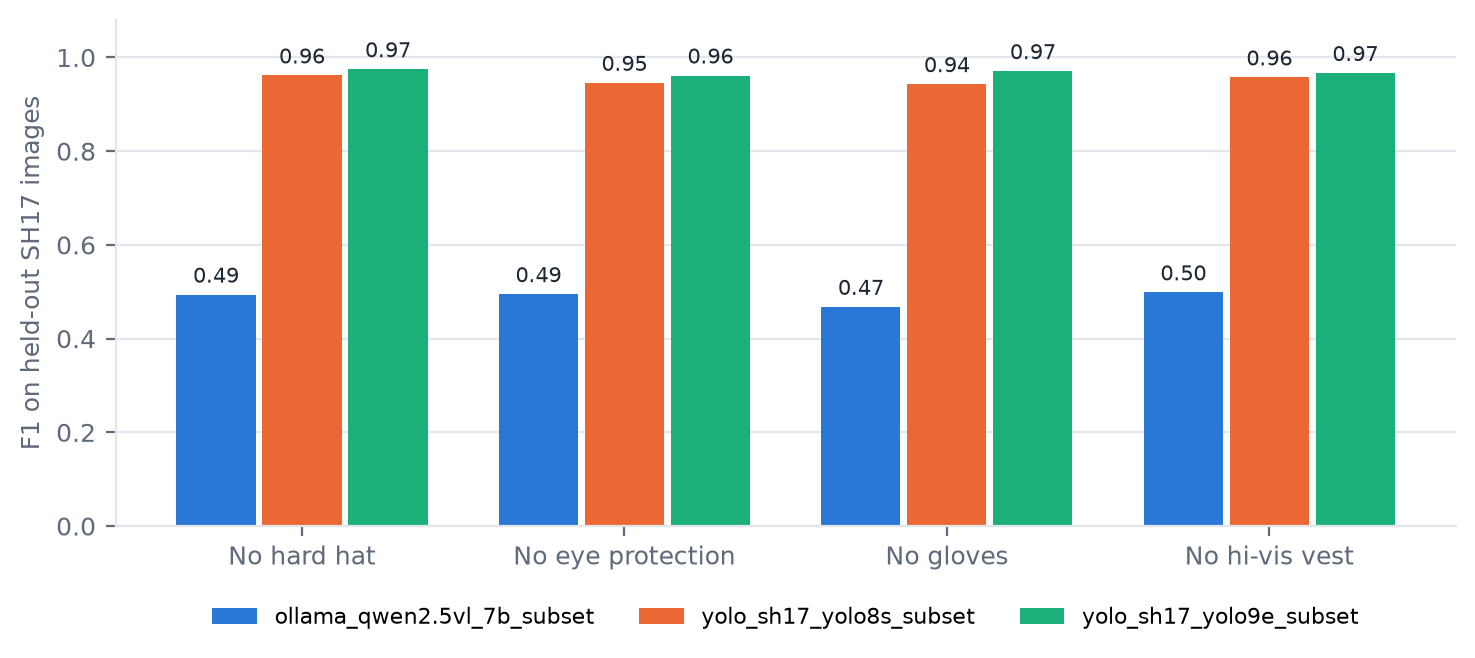 F1 on held-out SH17 images
1.0
0.8
0.6
0.4
0.2
0.0
0.49 0.96 0.97
0.49 0.95 0.96
0.47 0.94 0.97
0.50 0.96 0.97
No hard hat No eye protection No gloves No hi-vis vest
ollama_qwen2.5vl_7b_subset yolo_sh17_yolo8s_subset yolo_sh17_yolo9e_subset